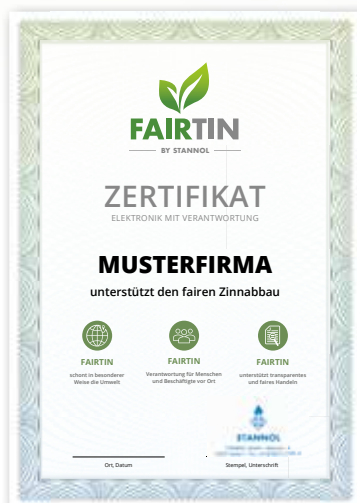 FAIRTIN
BY STANNOL
ZERTIFIKAT
ELEKTRONIK MIT VERANTWORTUNG
MUSTERFIRMA
unterstützt den fairen Zinnabbau
FAIRTIN
schont in besonderer
Weise die Umwelt
FAIRTIN
Verantwortung für Menschen
und Beschäftigte vor Ort
FAIRTIN
unterstützt transparentes
und faires Handeln
STANNOL
Ort, Datum
Stempel, Unterschrift